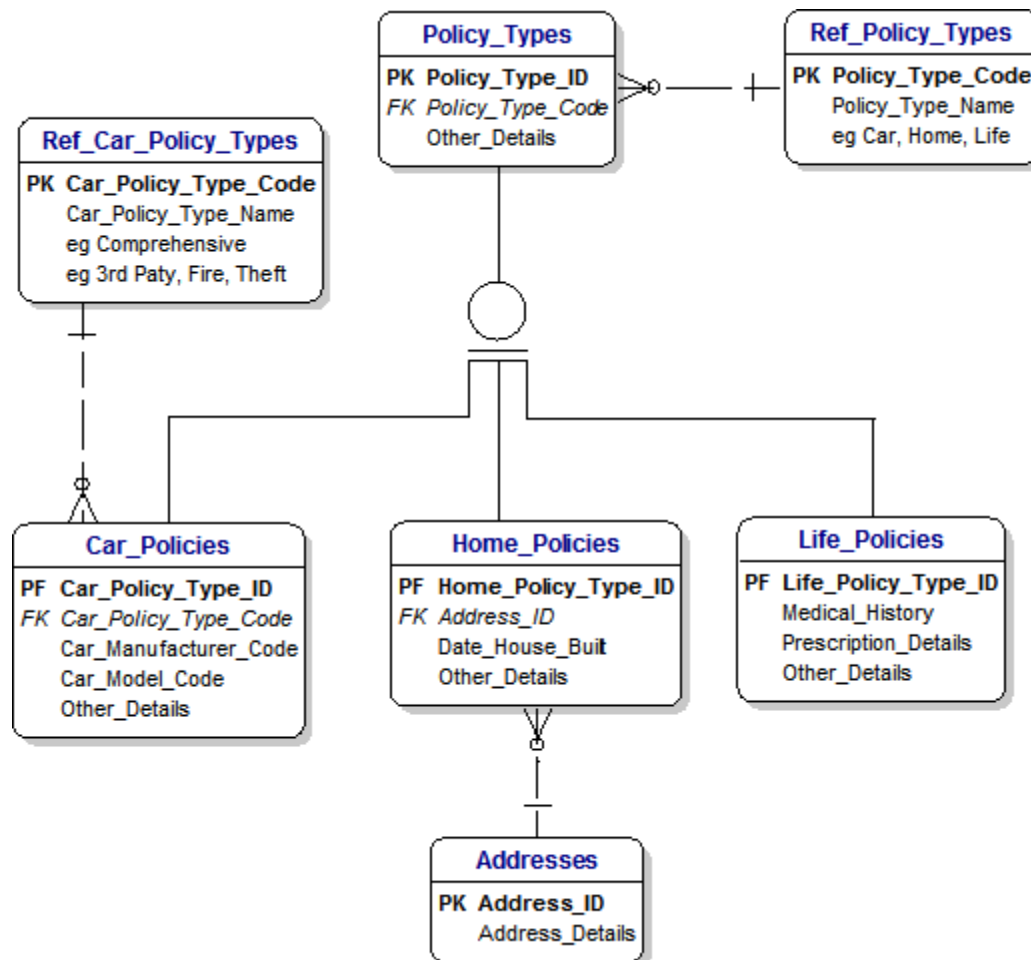 Policy_Types
PK Policy_Type_ID
FK Policy_Type_Code
Other_Details
Ref_Policy_Types
PK Policy_Type_Code
Policy_Type_Name
eg Car, Home, Life
Ref_Car_Policy_Types
PK Car_Policy_Type_Code
Car_Policy_Type_Name
eg Comprehensive
eg 3rd Paty, Fire, Theft
Car_Policies
PF Car_Policy_Type_ID
FK Car_Policy_Type_Code
Car_Manufacturer_Code
Car_Model_Code
Other_Details
Home_Policies
PF Home_Policy_Type_ID
FK Address_ID
Date_House_Built
Other_Details
Life_Policies
PF Life_Policy_Type_ID
Medical_History
Prescription_Details
Other_Details
Addresses
PK Address_ID
Address_Details